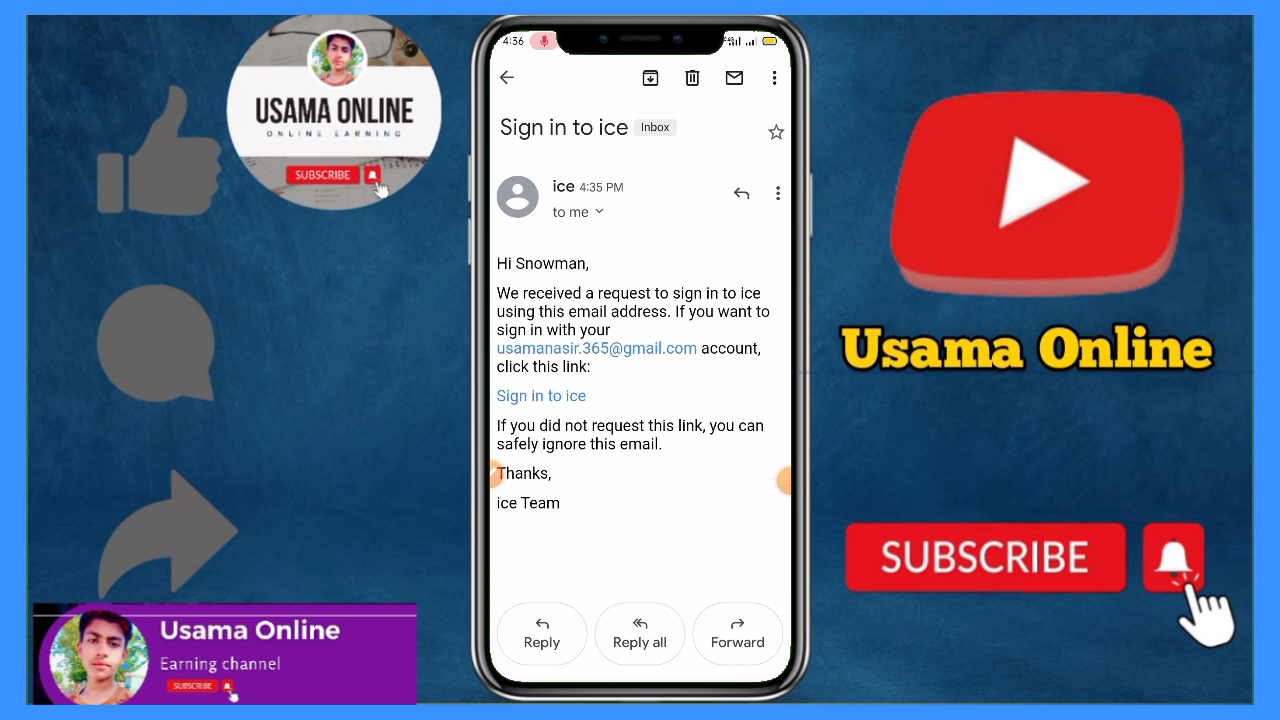 USAMA ONLINE
ONLINE EARNING
SUBSCRIBE
4:36
Sign in to ice Inbox
ice 4:35 PM
to me
Hi Snowman,
We received a request to sign in to ice
using this email address. If you want to
sign in with your
usamanasir.365@gmail.com account,
click this link:
Sign in to ice
If you did not request this link, you can
safely ignore this email.
Thanks,
ice Team
Reply
Reply all
Forward
Usama Online
SUBSCRIBE
Usama Online
Earning channel
SUBSCRIBE